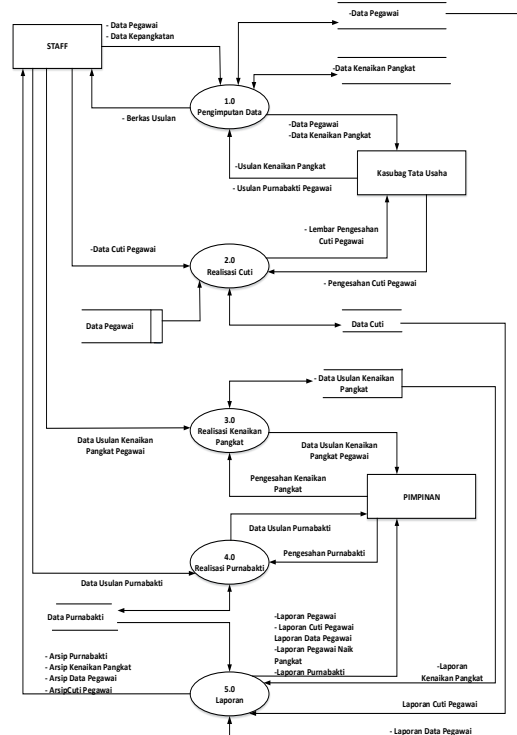 - Data Pegawai
- Data Kepangkatan
-Data Pegawai
STAFF
-Data Kenaikan Pangkat
1.0
Pengimputan Data
- Berkas Usulan
-Data Pegawai
-Data Kenaikan Pangkat
-Usulan Kenaikan Pangkat
- Usulan Purnabakti Pegawai
Kasubag Tata Usaha
- Lembar Pengesahan
Cuti Pegawai
-Data Cuti Pegawai
2.0
Realisasi Cuti
- Pengesahan Cuti Pegawai
Data Pegawai
Data Cuti
- Data Usulan Kenaikan
Pangkat
3.0
Realisasi Kenaikan
Pangkat
Data Usulan Kenaikan
Pangkat Pegawai
Data Usulan Kenaikan
Pangkat Pegawai
Pengesahan Kenaikan
Pangkat
PIMPINAN
Data Usulan Purnabakti
4.0
Realisasi Purnabakti
Pengesahan Purnabakti
Data Usulan Purnabakti
Data Purnabakti
-Laporan Pegawai
- Laporan Cuti Pegawai
Laporan Data Pegawai
-Laporan Pegawai Naik
Pangkat
-Laporan Purnabakti
- Arsip Purnabakti
- Arsip Kenaikan Pangkat
- Arsip Data Pegawai
- ArsipCuti Pegawai
5.0
Laporan
-Laporan
Kenaikan Pangkat
Laporan Cuti Pegawai
- Laporan Data Pegawai